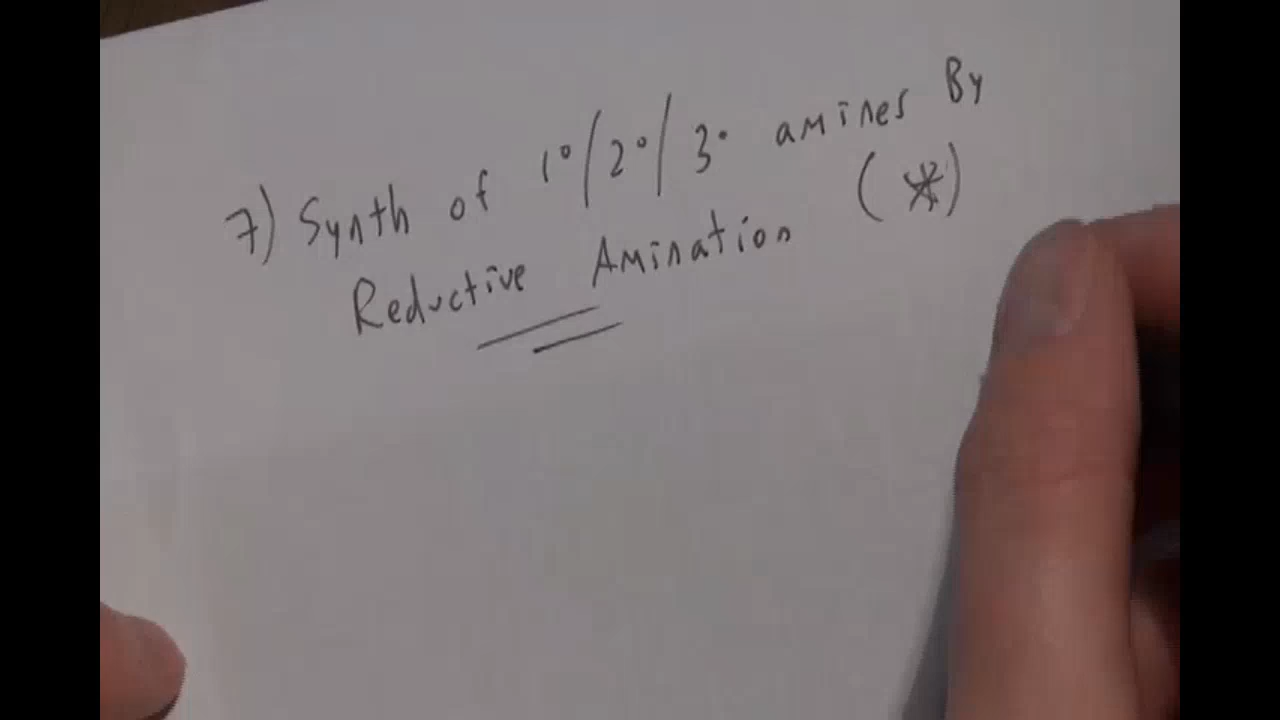 7) Synth of 1°/2°/3° amines By
Reductive Amination (*)